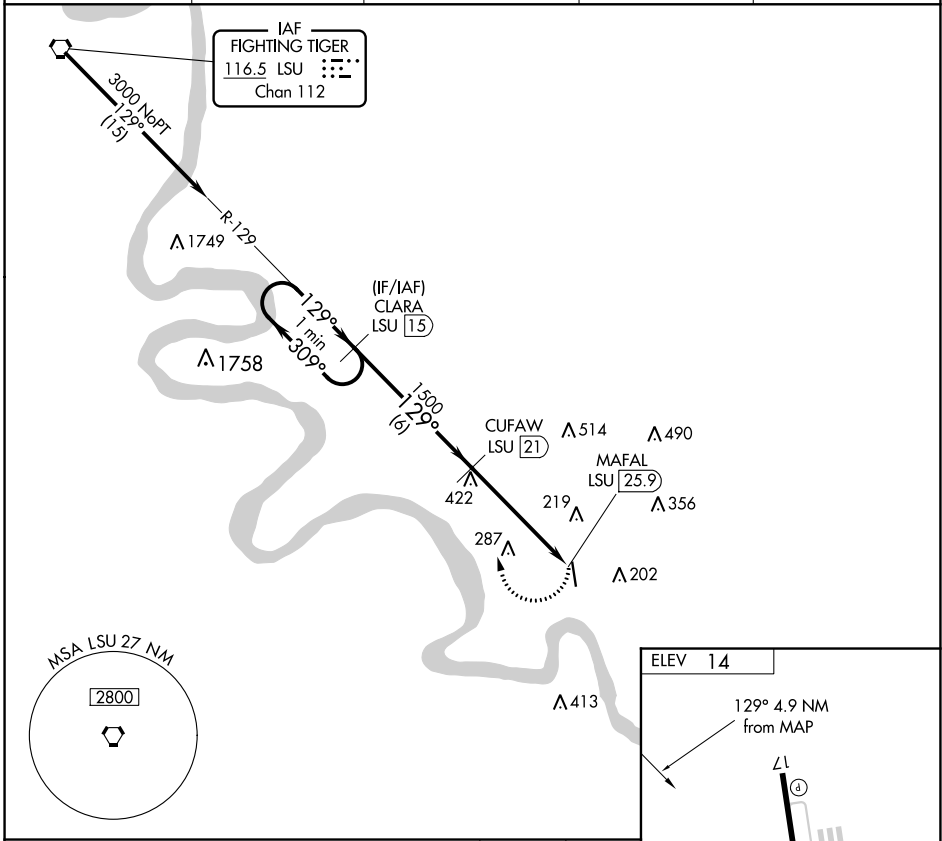 IAF
FIGHTING TIGER
116.5 LSU
Chan 112
3000 NoPT
129°
(15)
R-129
1749
(IF/IAF)
CLARA
LSU 15
129°
1 min
309°
1758
1500
129°
(6)
CUFAW
LSU 21
514
490
MAFAL
LSU 25.9
422
219
356
287
202
MSA LSU 27 NM
2800
ELEV 14
413
129° 4.9 NM
from MAP
17
P